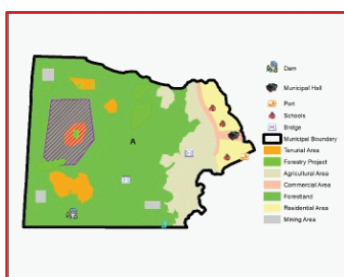 A
Dam
Municipal Hall
Port
Schools
Bridge
Municipal Boundary
Tenurial Area
Forestry Project
Agricultural Area
Commercial Area
Forestland
Residential Area
Mining Area